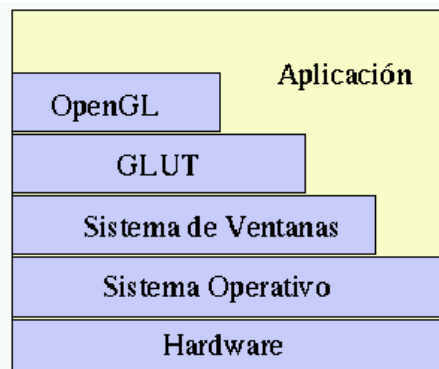 Aplicación
OpenGL
GLUT
Sistema de Ventanas
Sistema Operativo
Hardware